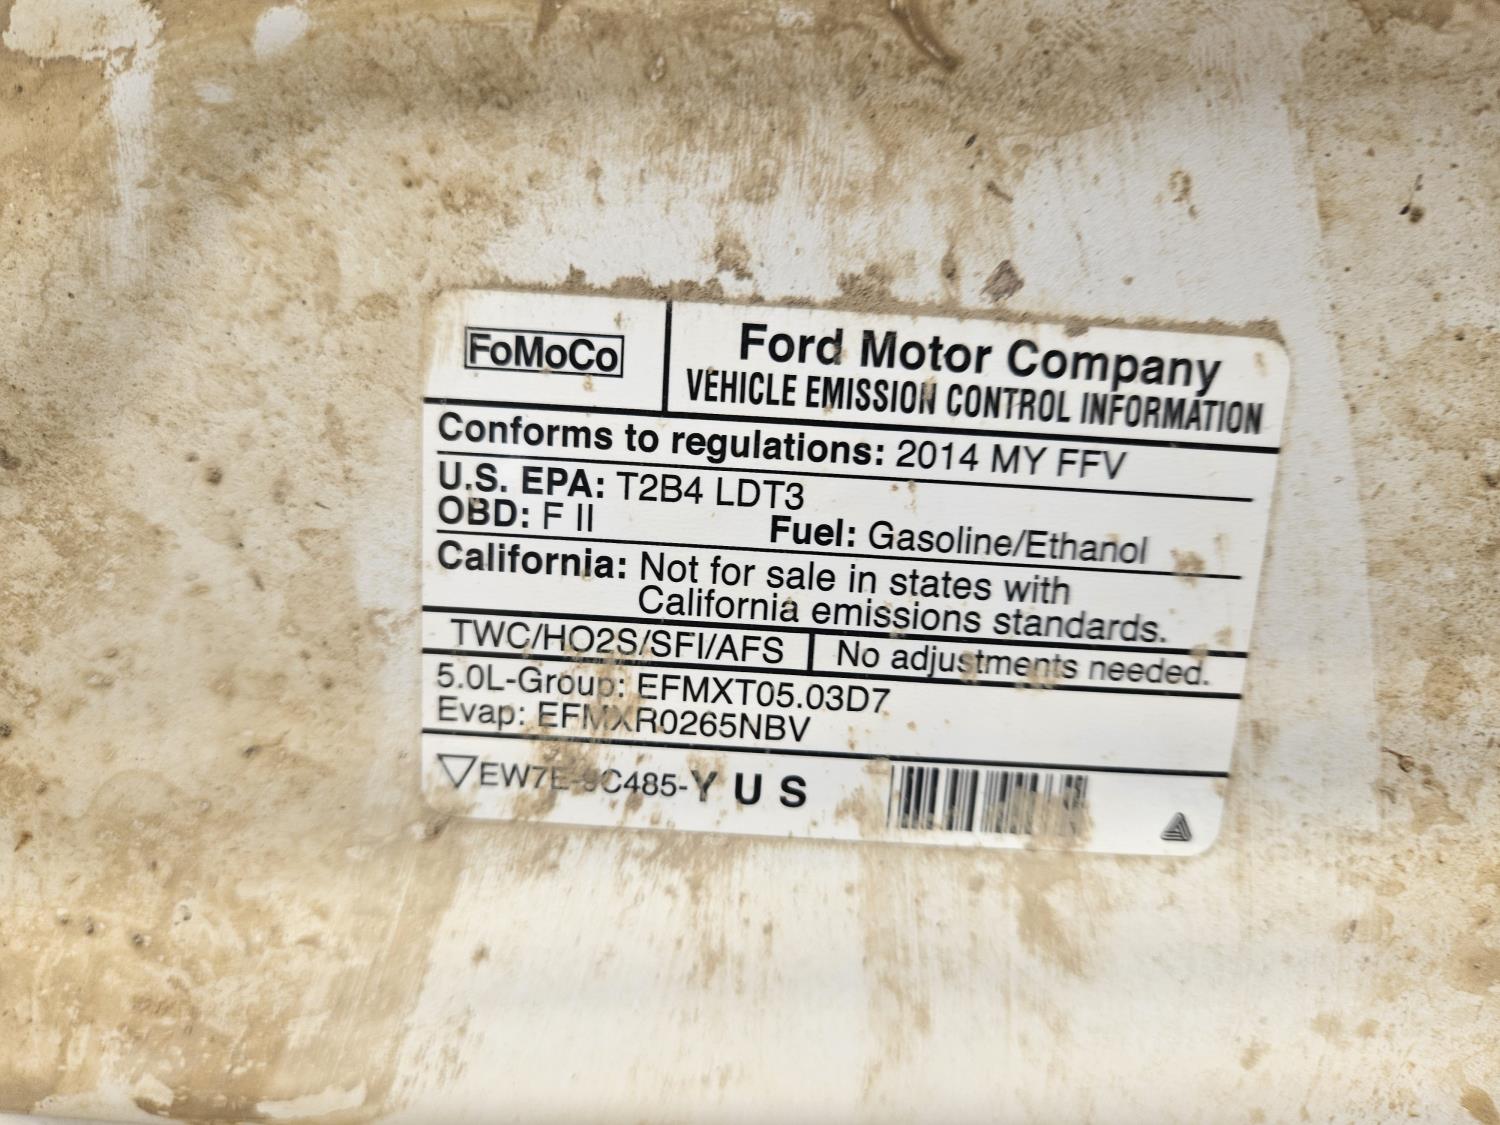 FoMoCo
Ford Motor Company
VEHICLE EMISSION CONTROL INFORMATION
Conforms to regulations: 2014 MY FFV
U.S. EPA: T2B4 LDT3
OBD: F II Fuel: Gasoline/Ethanol
California: Not for sale in states with
California emissions standards.
TWC/HO2S/SFI/AFS No adjustments needed.
5.0L-Group: EFMXT05.03D7
Evap: EFMXR0265NBV
EW7E-9C485-Y U S